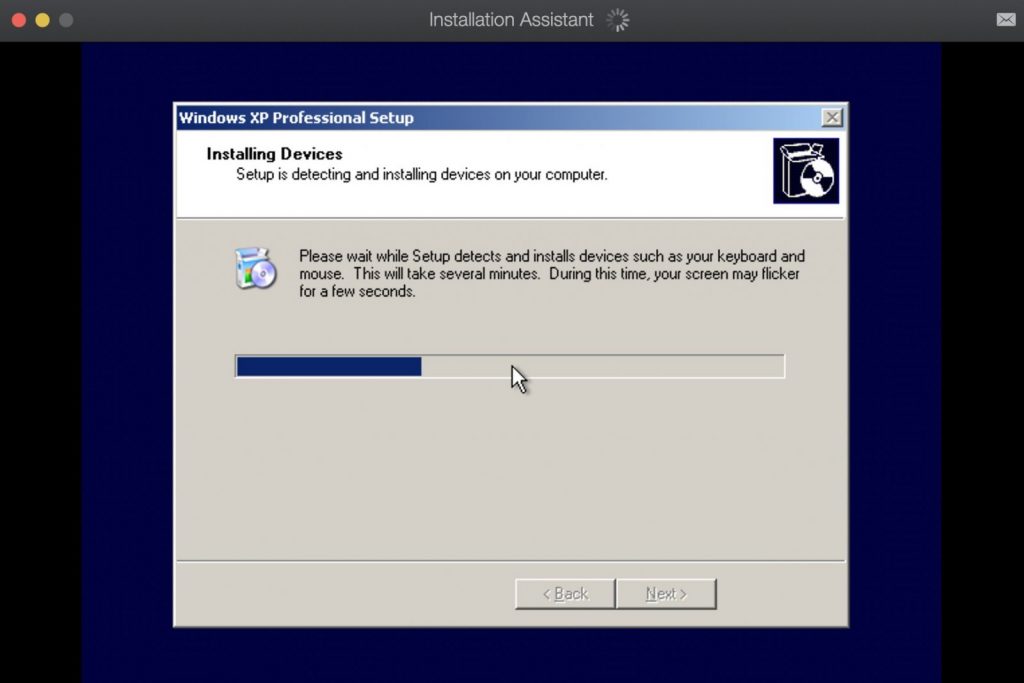 Installation Assistant
Windows XP Professional Setup
Installing Devices
Setup is detecting and installing devices on your computer.
Please wait while Setup detects and installs devices such as your keyboard and
mouse.  This will take several minutes.  During this time, your screen may flicker
for a few seconds.
< Back
Next >